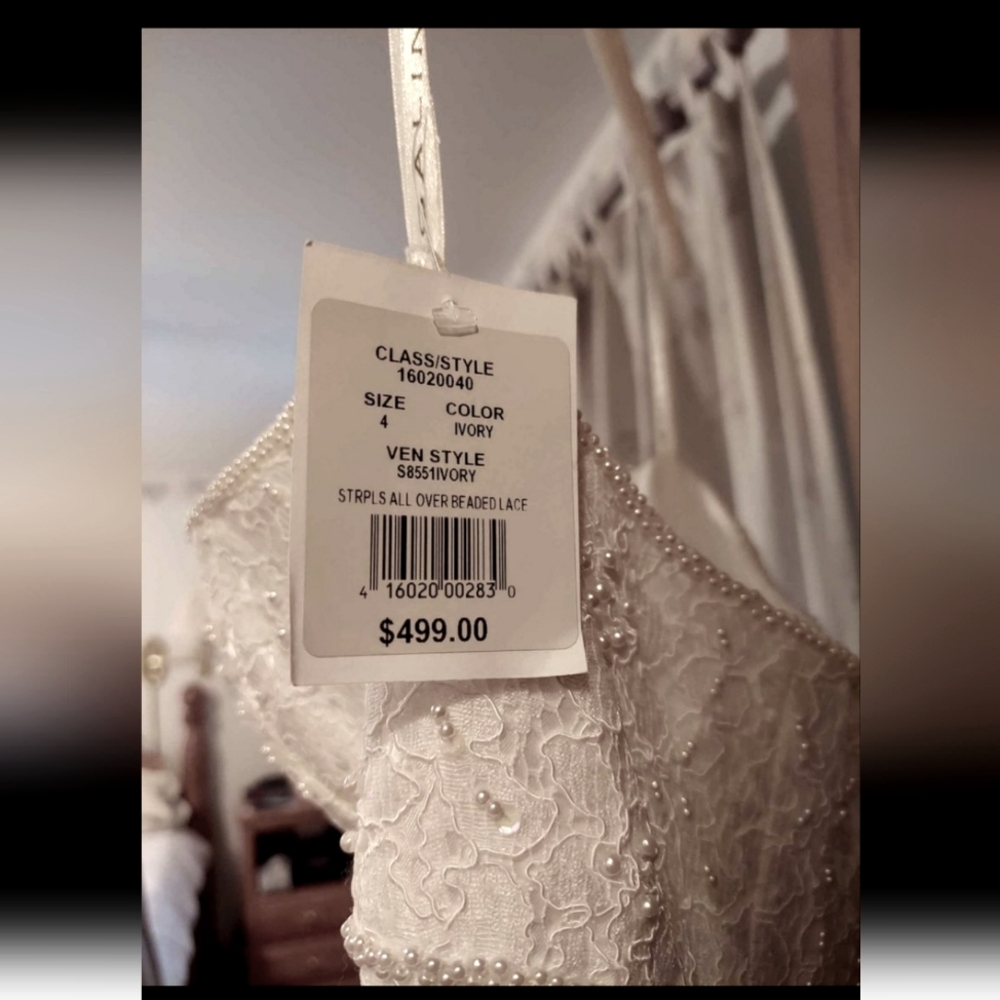 CLASS/STYLE
16020040
SIZE COLOR
4 IVORY
VEN STYLE
S8551IVORY
STRPLS ALL OVER BEADED LACE
4 16020 00283 0
$499.00